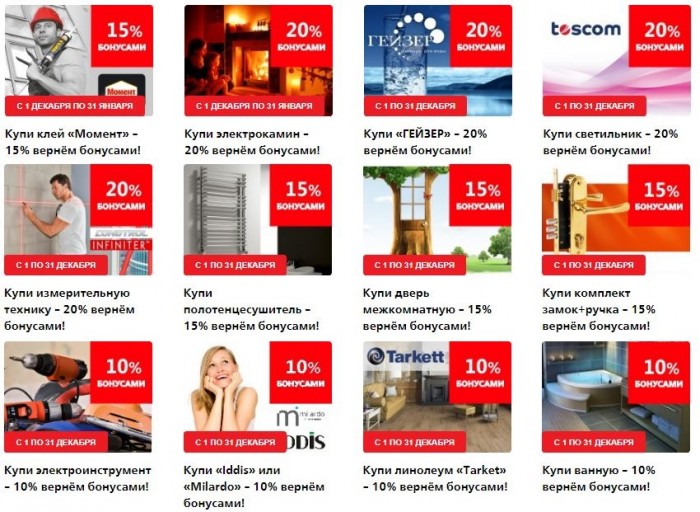 15%
БОНУСАМИ
Момент
С 1 ДЕКАБРЯ ПО 31 ЯНВАРЯ
Купи клей «Момент» –
15% вернём бонусами!
20%
БОНУСАМИ
С 1 ДЕКАБРЯ ПО 31 ЯНВАРЯ
Купи электрокамин –
20% вернём бонусами!
20%
БОНУСАМИ
ГЕЙЗЕР
С 1 ПО 31 ДЕКАБРЯ
Купи «ГЕЙЗЕР» – 20%
вернём бонусами!
20%
БОНУСАМИ
toscom
С 1 ПО 31 ДЕКАБРЯ
Купи светильник – 20%
вернём бонусами!
20%
БОНУСАМИ
CONDTROL
INFINITER
С 1 ПО 31 ДЕКАБРЯ
Купи измерительную
технику – 20% вернём
бонусами!
15%
БОНУСАМИ
С 1 ПО 31 ДЕКАБРЯ
Купи
полотенцесушитель –
15% вернём бонусами!
15%
БОНУСАМИ
С 1 ПО 31 ДЕКАБРЯ
Купи дверь
межкомнатную – 15%
вернём бонусами!
15%
БОНУСАМИ
С 1 ПО 31 ДЕКАБРЯ
Купи комплект
замок+ручка – 15%
вернём бонусами!
10%
БОНУСАМИ
С 1 ПО 31 ДЕКАБРЯ
Купи электроинструмент
– 10% вернём бонусами!
10%
БОНУСАМИ
milardo
IDDIS
С 1 ПО 31 ДЕКАБРЯ
Купи «Iddis» или
«Milardo» – 10% вернём
бонусами!
Tarkett
10%
БОНУСАМИ
С 1 ПО 31 ДЕКАБРЯ
Купи линолеум «Tarket»
– 10% вернём бонусами!
10%
БОНУСАМИ
С 1 ПО 31 ДЕКАБРЯ
Купи ванную – 10%
вернём бонусами!